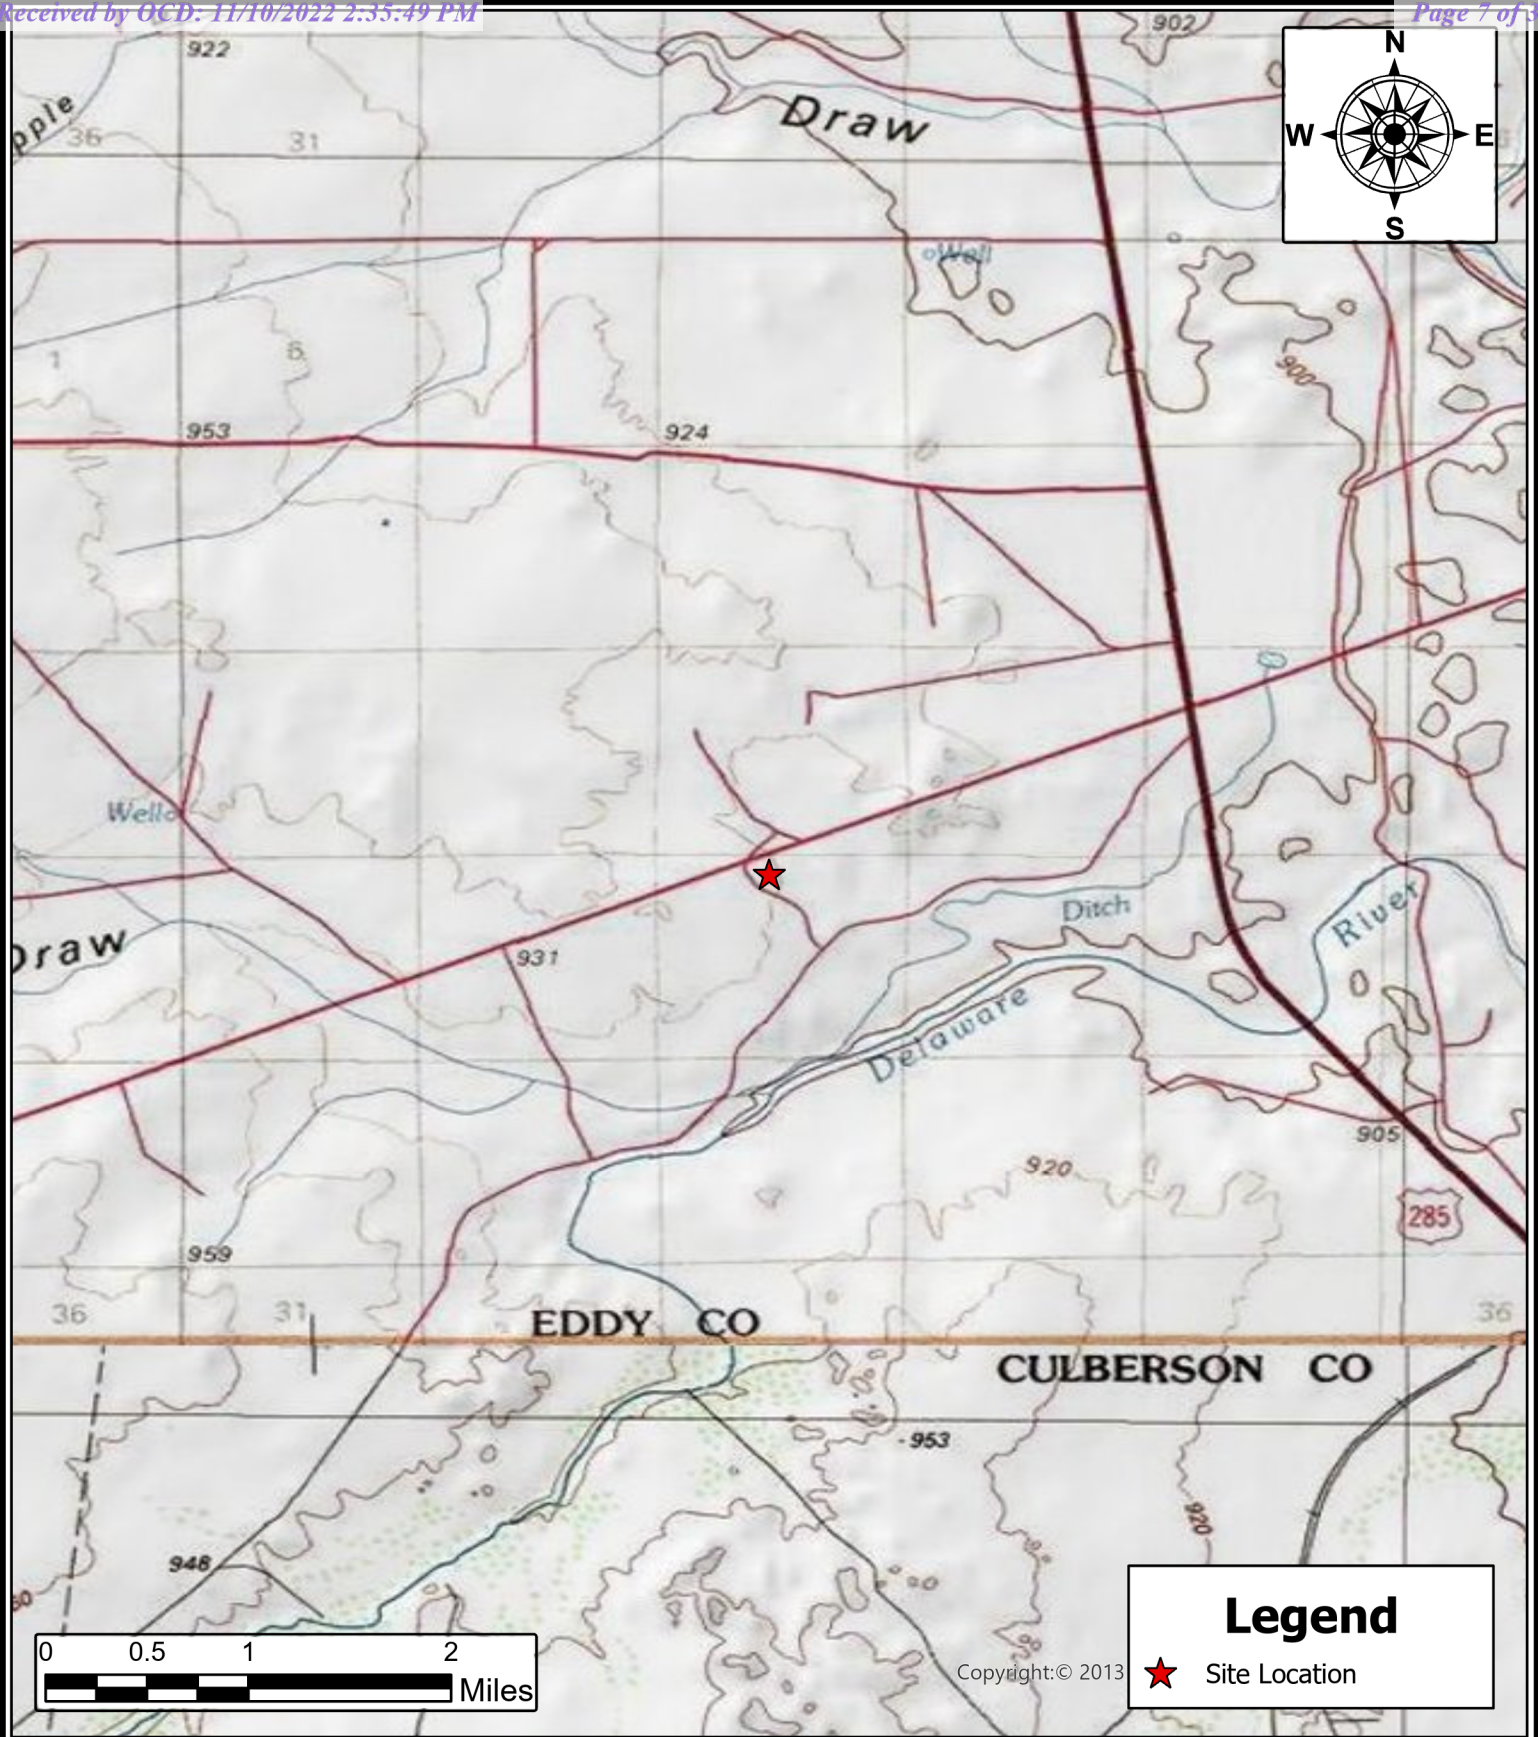 Received by OCD: 11/10/2022 2:35:49 PM
Page 7 of 3
922
902
N
W
E
S
Draw
pple
36
31
Well
1
6
900
953
924
Well
Draw
931
Ditch
River
Delaware
905
920
285
959
36
31
36
EDDY CO
CULBERSON CO
953
920
948
0 0.5 1 2
Miles
Copyright:© 2013
Legend
Site Location